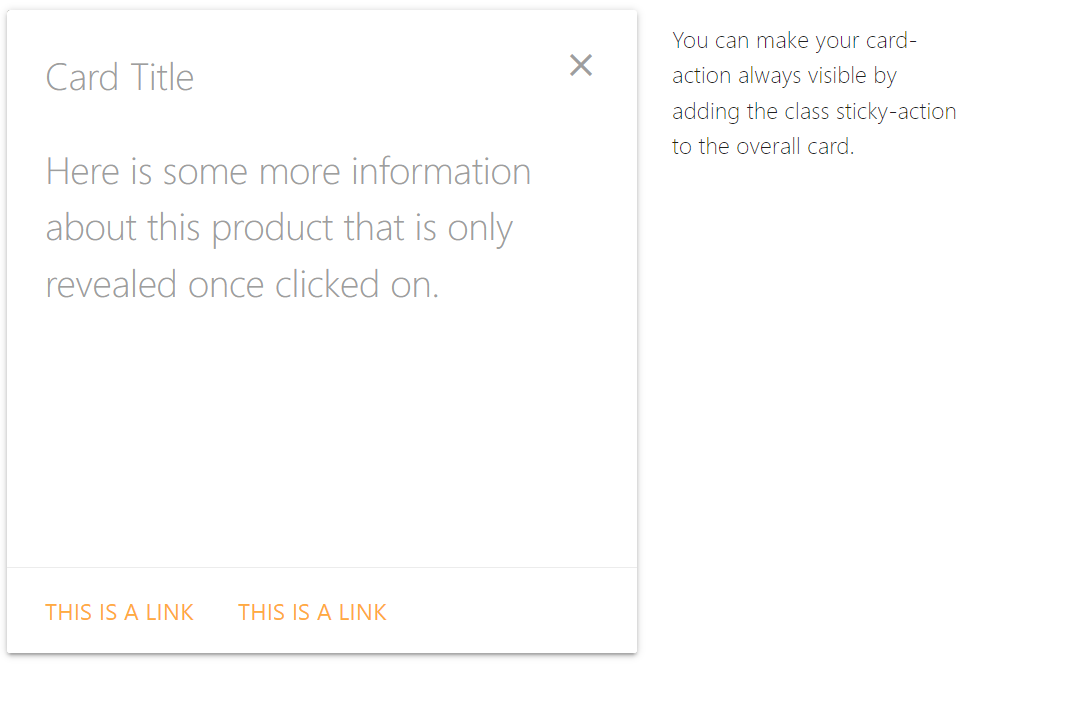 Card Title
Here is some more information
about this product that is only
revealed once clicked on.
THIS IS A LINK THIS IS A LINK
You can make your card-
action always visible by
adding the class sticky-action
to the overall card.